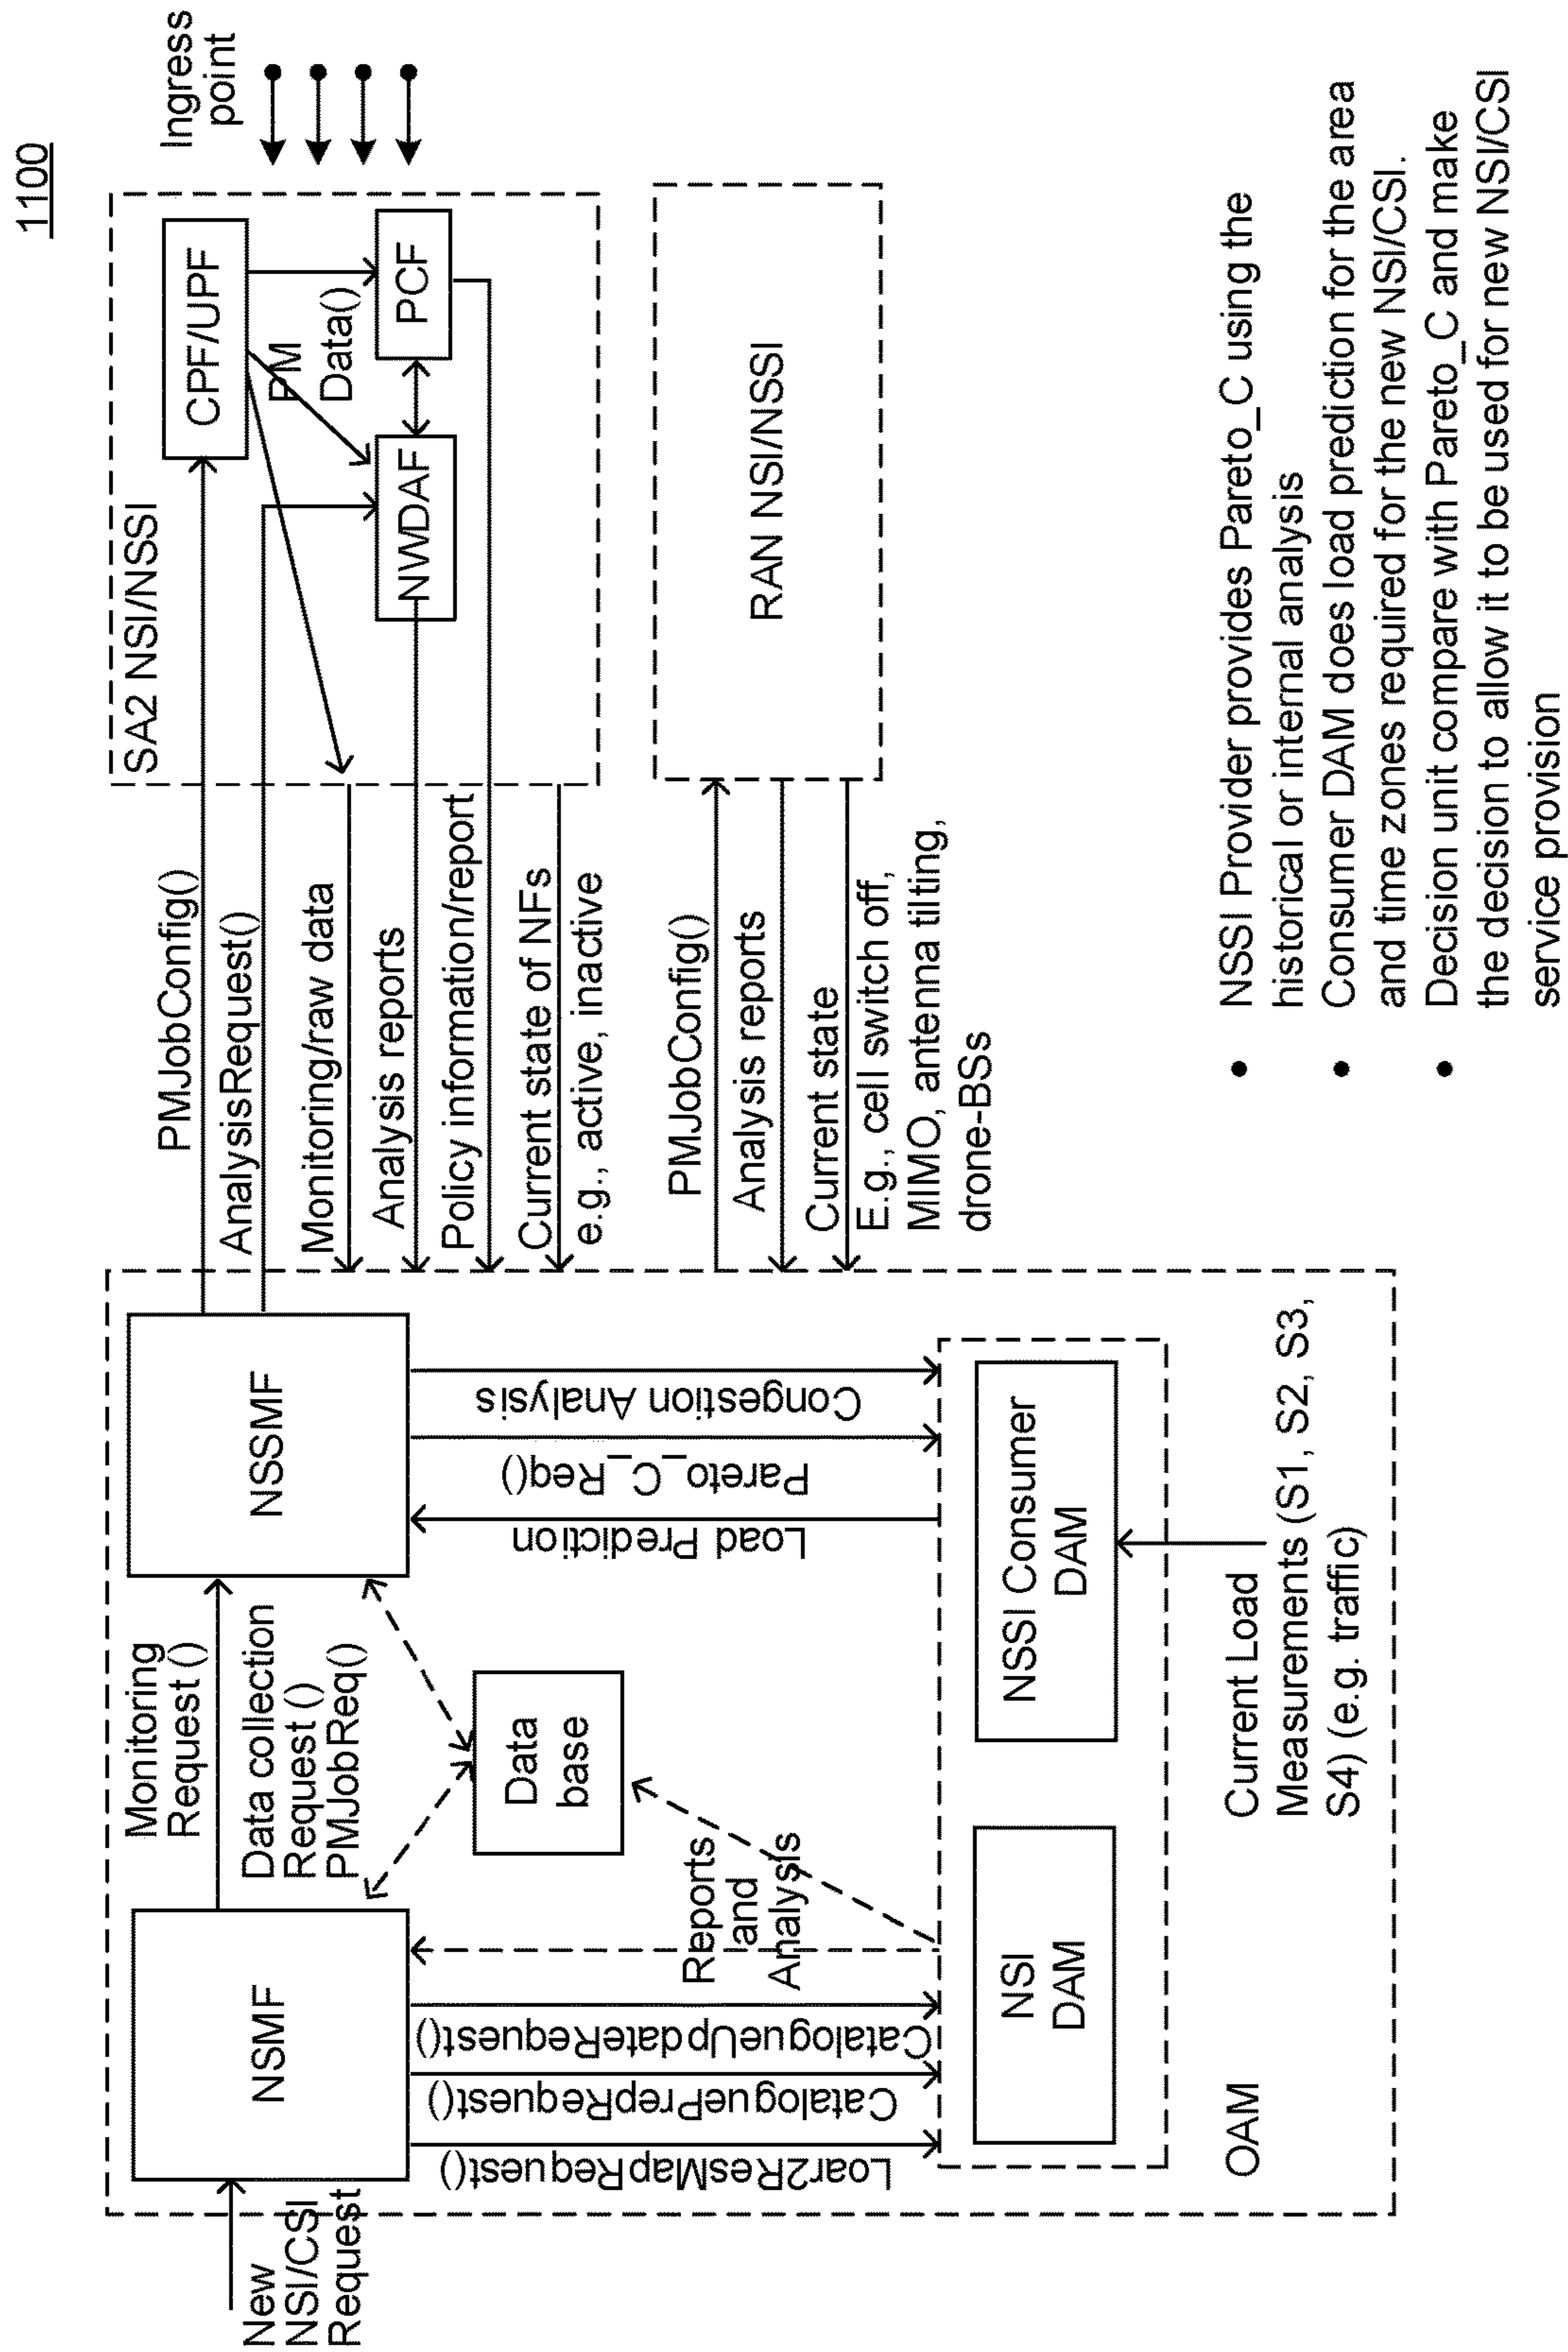 1100
New
NSI/CSI
Request
NSMF
Monitoring
Request ()
Data collection
Request ()
PMJobReq()
NSSMF
Data
base
Loar2ResMapRequest()
CataloguePrepRequest()
CatalogueUpdateRequest()
Reports
and
Analysis
Load Prediction
Pareto_C_Req()
Congestion Analysis
NSI
DAM
NSSI Consumer
DAM
OAM
Current Load
Measurements (S1, S2, S3,
S4) (e.g. traffic)
PMJobConfig()
AnalysisRequest()
Monitoring/raw data
Analysis reports
Policy information/report
Current state of NFs
e.g., active, inactive
PMJobConfig()
Analysis reports
Current state
E.g., cell switch off,
MIMO, antenna tilting,
drone-BSs
SA2 NSI/NSSI
CPF/UPF
PM
Data()
NWDAF
PCF
Ingress
point
RAN NSI/NSSI
• NSSI Provider provides Pareto_C using the
historical or internal analysis
• Consumer DAM does load prediction for the area
and time zones required for the new NSI/CSI.
• Decision unit compare with Pareto_C and make
the decision to allow it to be used for new NSI/CSI
service provision